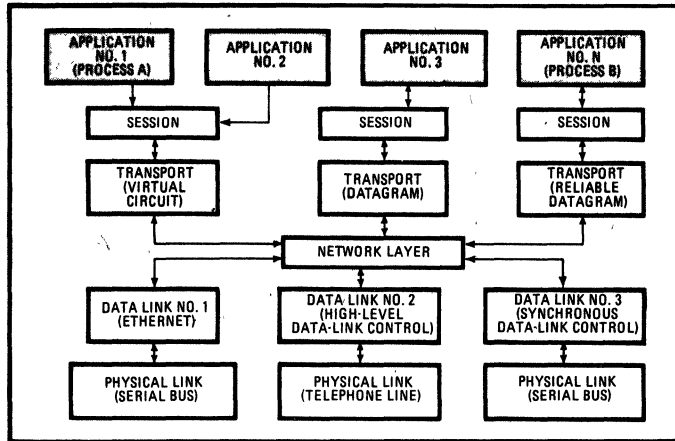 APPLICATION
NO. 1
(PROCESS A)
APPLICATION
NO. 2
APPLICATION
NO. 3
APPLICATION
NO. N
(PROCESS B)
SESSION
SESSION
SESSION
TRANSPORT
(VIRTUAL
CIRCUIT)
TRANSPORT
(DATAGRAM)
TRANSPORT
(RELIABLE
DATAGRAM)
NETWORK LAYER
DATA LINK NO. 1
(ETHERNET)
DATA LINK NO. 2
(HIGH-LEVEL
DATA-LINK CONTROL)
DATA LINK NO. 3
(SYNCHRONOUS
DATA-LINK CONTROL)
PHYSICAL LINK
(SERIAL BUS)
PHYSICAL LINK
(TELEPHONE LINE)
PHYSICAL LINK
(SERIAL BUS)